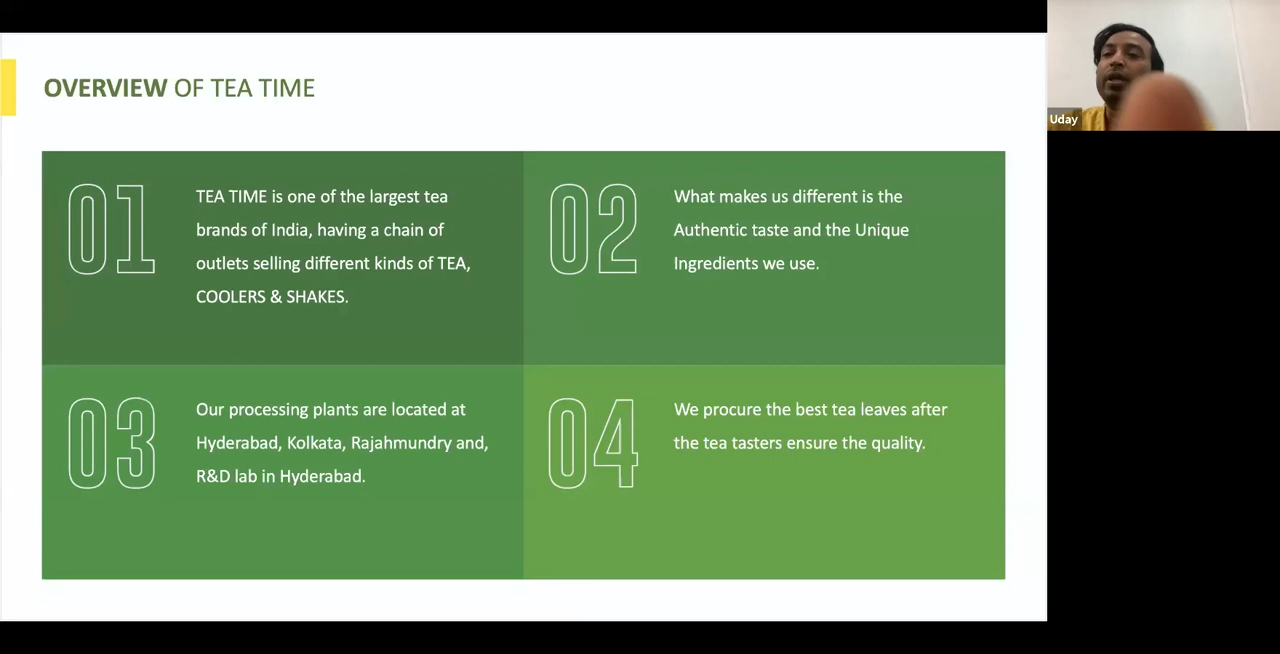 OVERVIEW OF TEA TIME
01
TEA TIME is one of the largest tea
brands of India, having a chain of
outlets selling different kinds of TEA,
COOLERS & SHAKES.
02
What makes us different is the
Authentic taste and the Unique
Ingredients we use.
03
Our processing plants are located at
Hyderabad, Kolkata, Rajahmundry and,
R&D lab in Hyderabad.
04
We procure the best tea leaves after
the tea tasters ensure the quality.
Uday